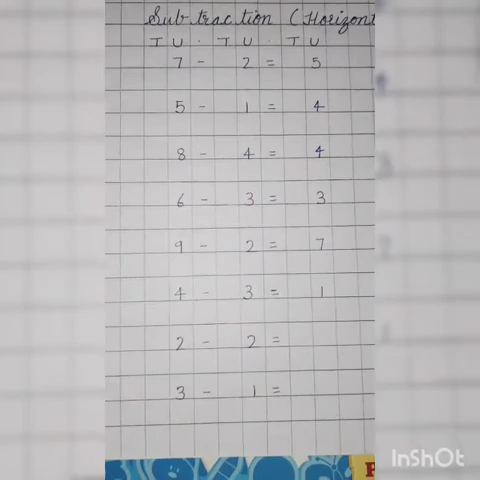 Subtraction (Horizont
T U . T U . T U
7 - 2 = 5
5 - 1 = 4
8 - 4 = 4
6 - 3 = 3
9 - 2 = 7
4 - 3 = 1
2 - 2 =
3 - 1 =
InShOt